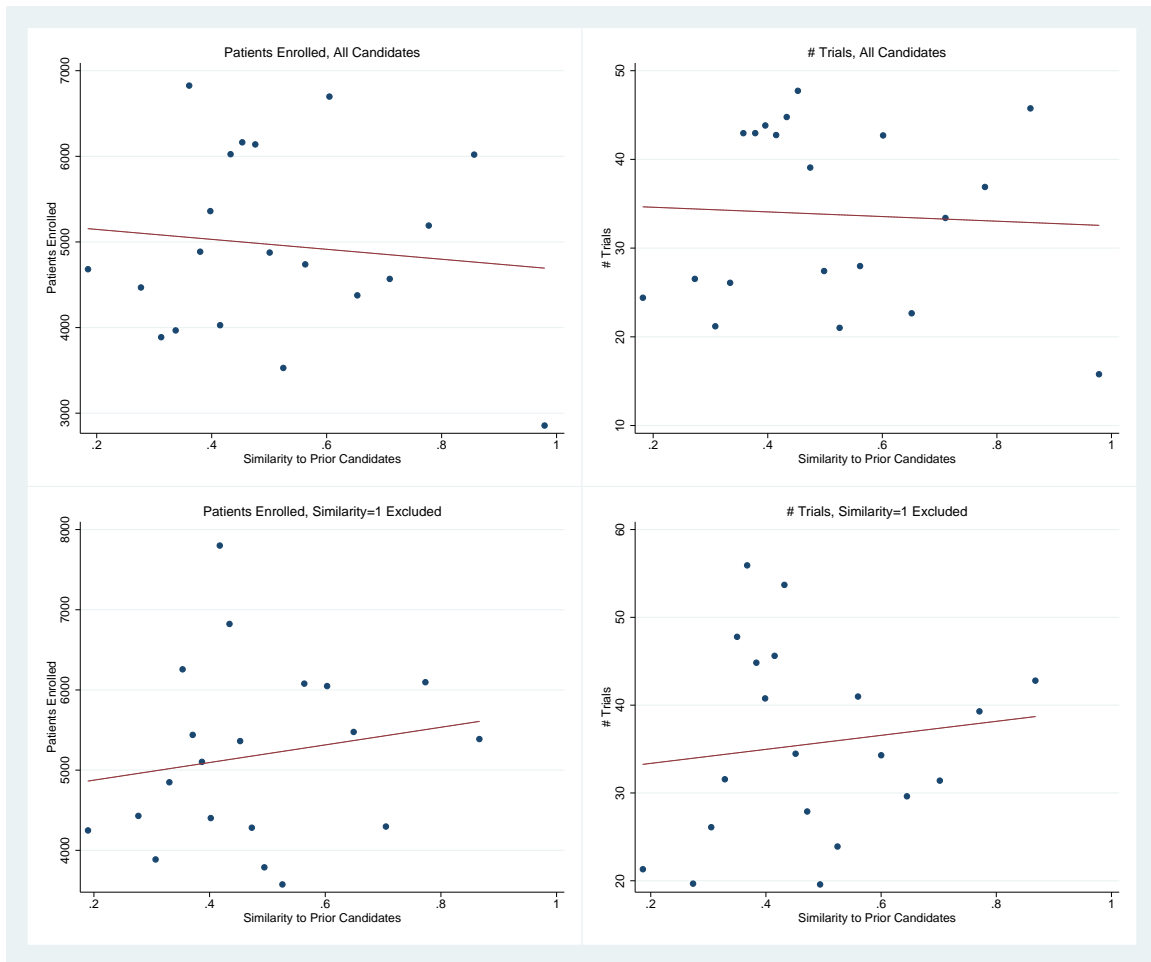 Patients Enrolled, All Candidates
Patients Enrolled
7000
6000
5000
4000
3000
.2 .4 .6 .8 1
Similarity to Prior Candidates
# Trials, All Candidates
# Trials
50
40
30
20
10
.2 .4 .6 .8 1
Similarity to Prior Candidates
Patients Enrolled, Similarity=1 Excluded
Patients Enrolled
8000
7000
6000
5000
4000
.2 .4 .6 .8 1
Similarity to Prior Candidates
# Trials, Similarity=1 Excluded
# Trials
60
50
40
30
20
.2 .4 .6 .8 1
Similarity to Prior Candidates